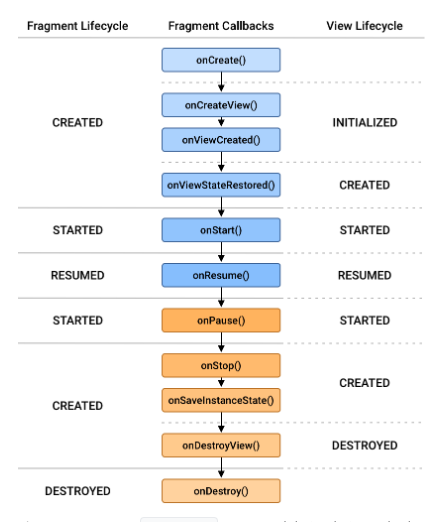 Fragment Lifecycle Fragment Callbacks View Lifecycle
onCreate()
onCreateView()
CREATED INITIALIZED
onViewCreated()
onViewStateRestored() CREATED
STARTED onStart() STARTED
RESUMED onResume() RESUMED
STARTED onPause() STARTED
onStop()
CREATED
onSaveInstanceState()
CREATED
onDestroyView() DESTROYED
DESTROYED onDestroy()